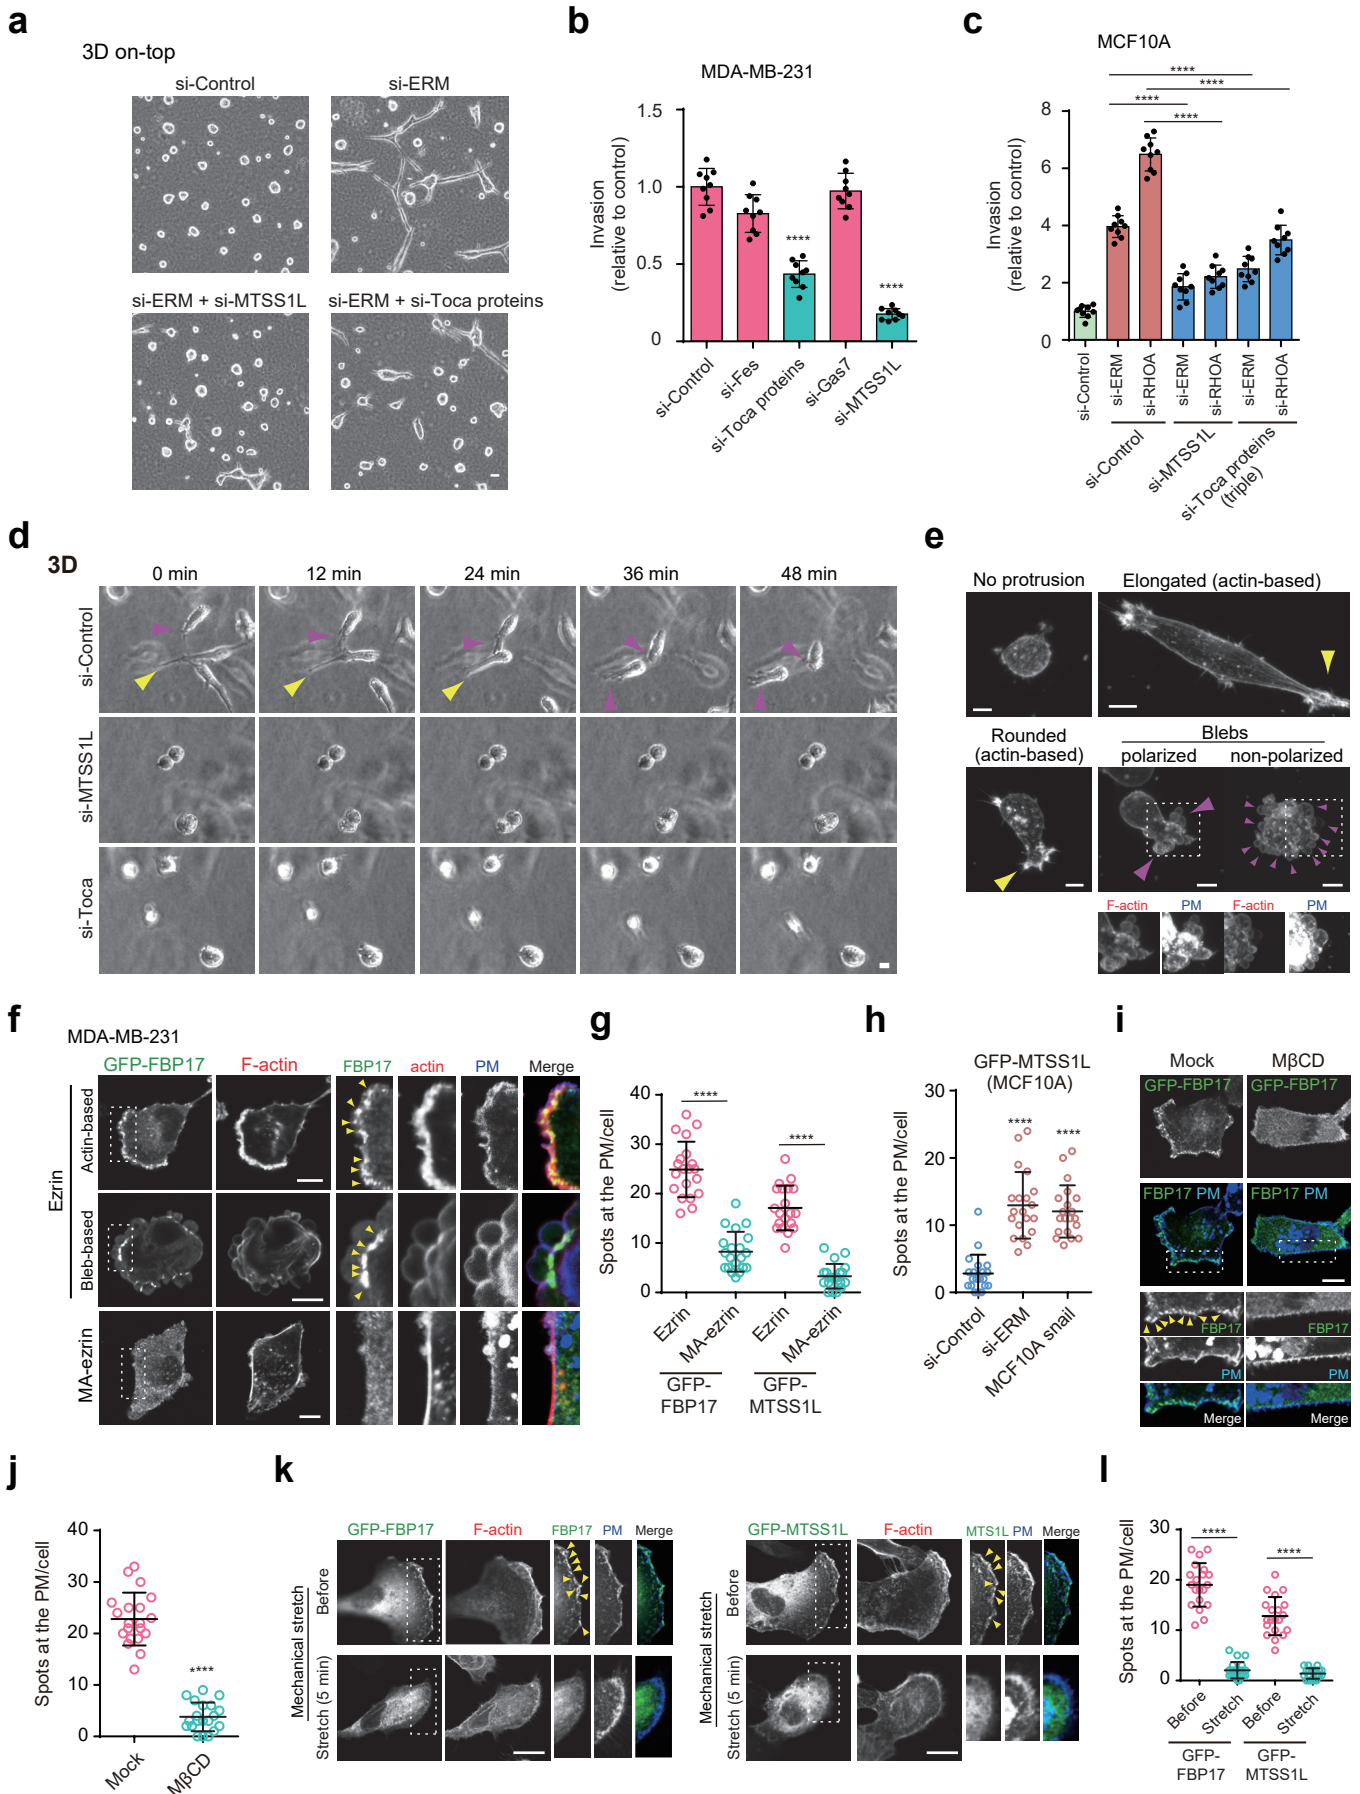 a
3D on-top
si-Control
si-ERM
si-ERM + si-MTSS1L
si-ERM + si-Toca proteins
b
MDA-MB-231
Invasion
(relative to control)
1.5
1.0
0.5
0
****
****
si-Control
si-Fes
si-Toca proteins
si-Gas7
si-MTSS1L
c
MCF10A
Invasion
(relative to control)
8
6
4
2
0
****
****
****
****
si-Control
si-ERM
si-RHOA
si-ERM
si-RHOA
si-ERM
si-RHOA
si-Control
si-MTSS1L
si-Toca proteins
(triple)
d
3D
0 min
12 min
24 min
36 min
48 min
si-Control
si-MTSS1L
si-Toca
e
No protrusion
Elongated (actin-based)
Rounded
(actin-based)
Blebs
polarized
non-polarized
F-actin
PM
F-actin
PM
f
MDA-MB-231
GFP-FBP17
F-actin
FBP17
actin
PM
Merge
Ezrin
Actin-based
Bleb-based
MA-ezrin
g
Spots at the PM/cell
40
30
20
10
0
****
****
Ezrin
MA-ezrin
Ezrin
MA-ezrin
GFP-
FBP17
GFP-
MTSS1L
h
GFP-MTSS1L
(MCF10A)
Spots at the PM/cell
30
20
10
0
****
****
si-Control
si-ERM
MCF10A snail
i
Mock
MβCD
GFP-FBP17
GFP-FBP17
FBP17 PM
FBP17 PM
FBP17
FBP17
PM
PM
Merge
Merge
j
Spots at the PM/cell
40
30
20
10
0
****
Mock
MβCD
k
GFP-FBP17
F-actin
FBP17
PM
Merge
Mechanical stretch
Before
Stretch (5 min)
GFP-MTSS1L
F-actin
MTS1L
PM
Merge
Mechanical stretch
Before
Stretch (5 min)
l
Spots at the PM/cell
30
20
10
0
****
****
Before
Stretch
Before
Stretch
GFP-
FBP17
GFP-
MTSS1L